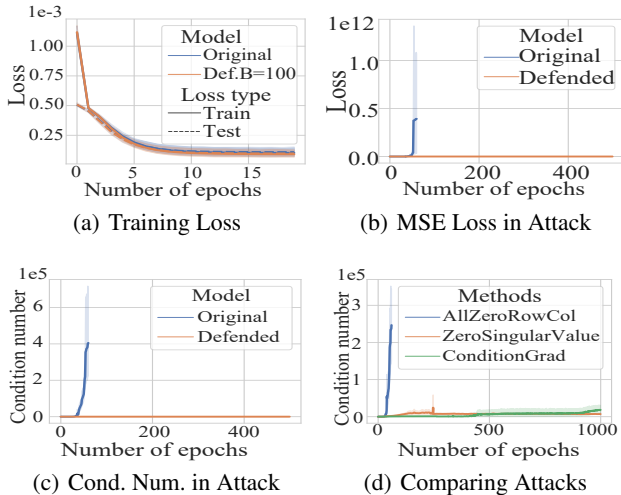 1e-3
1.00
0.75
0.50
0.25
Loss
Model
Original
Def.B=100
Loss type
Train
Test
0 5 10 15
Number of epochs
(a) Training Loss
1e12
1.0
0.5
0.0
Loss
Model
Original
Defended
0 200 400
Number of epochs
(b) MSE Loss in Attack
1e5
6
4
2
0
Condition number
Model
Original
Defended
0 200 400
Number of epochs
(c) Cond. Num. in Attack
1e5
3
2
1
0
Condition number
Methods
AllZeroRowCol
ZeroSingularValue
ConditionGrad
0 500 1000
Number of epochs
(d) Comparing Attacks